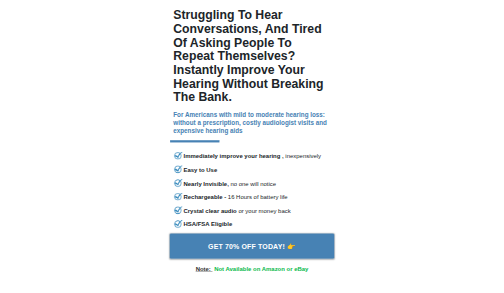 Struggling To Hear
Conversations, And Tired
Of Asking People To
Repeat Themselves?
Instantly Improve Your
Hearing Without Breaking
The Bank.
For Americans with mild to moderate hearing loss:
without a prescription, costly audiologist visits and
expensive hearing aids
Immediately improve your hearing , inexpensively
Easy to Use
Nearly Invisible, no one will notice
Rechargeable - 16 Hours of battery life
Crystal clear audio or your money back
HSA/FSA Eligible
GET 70% OFF TODAY! 👉
Note: Not Available on Amazon or eBay